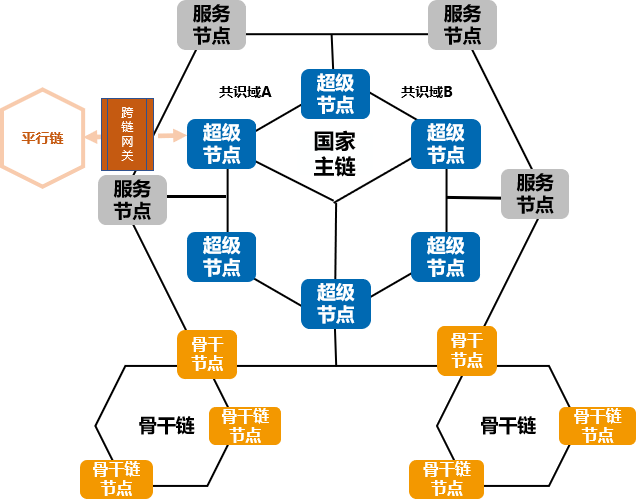 服务
节点
服务
节点
超级
节点
共识域A
共识域B
跨
链
网
关
平行链
超级
节点
国家
主链
超级
节点
服务
节点
服务
节点
超级
节点
超级
节点
超级
节点
骨干
节点
骨干
节点
骨干链
骨干链
节点
骨干链
骨干链
节点
骨干链
节点
骨干链
节点